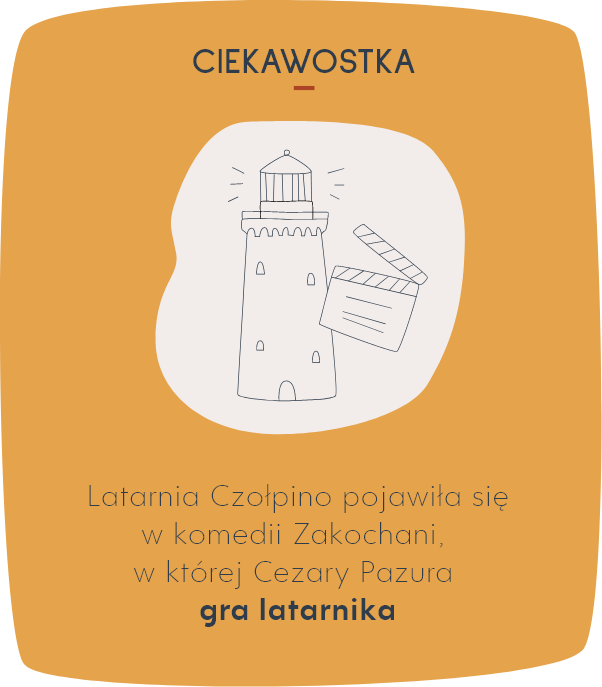 CIEKAWOSTKA
Latarnia Czołpino pojawiła się
w komedii Zakochani,
w której Cezary Pazura
gra latarnika